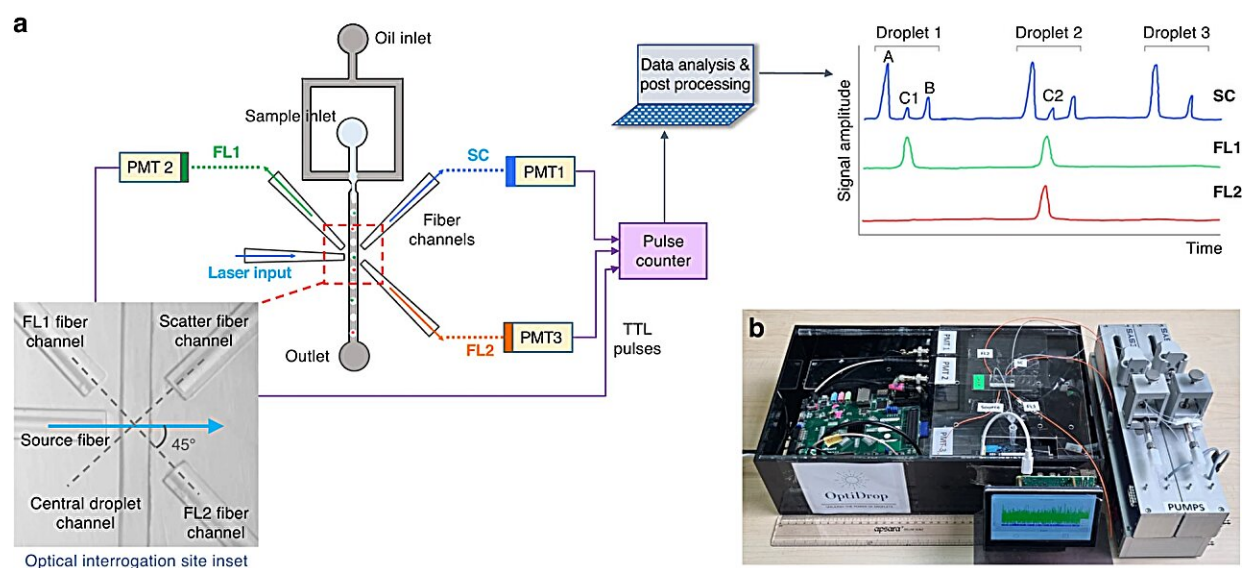 a
Oil inlet
Sample inlet
PMT 2
FL1
SC
PMT1
Fiber
channels
Laser input
Pulse
counter
FL2
PMT3
TTL
pulses
Outlet
Data analysis &
post processing
Droplet 1
Droplet 2
Droplet 3
A
C1
B
C2
SC
FL1
FL2
Signal amplitude
Time
FL1 fiber
channel
Scatter fiber
channel
Source fiber
45°
Central droplet
channel
FL2 fiber
channel
Optical interrogation site inset
b
PMT 1
PMT 2
PMT-3
Source
OptiDrop
apsara
PUMPS